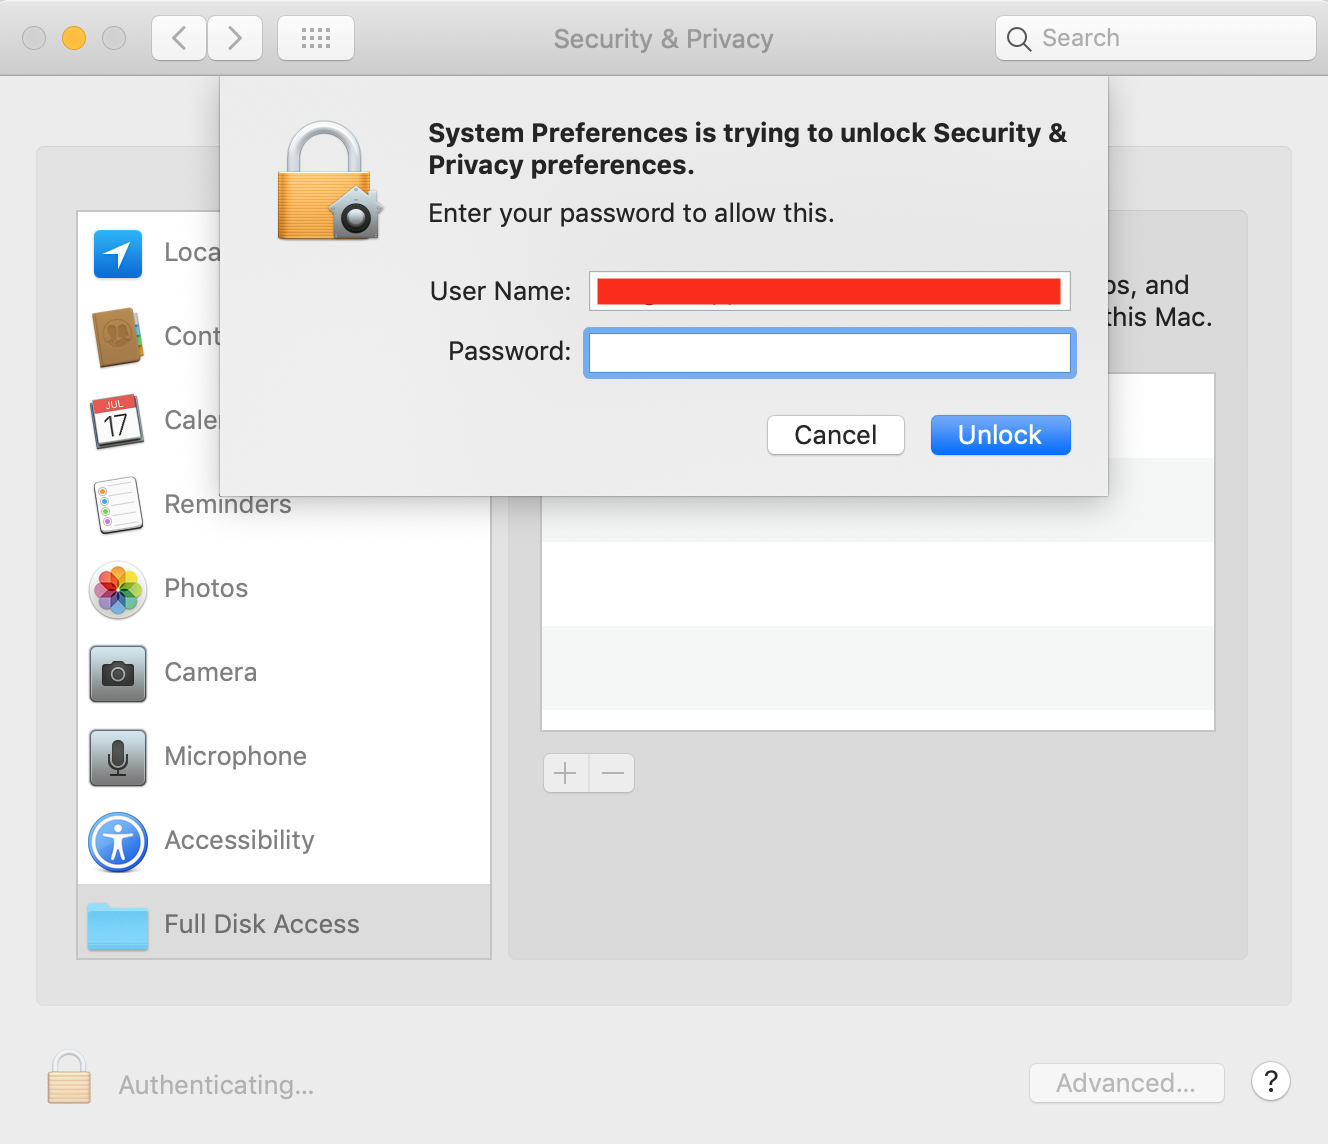 Security & Privacy
Search
System Preferences is trying to unlock Security &
Privacy preferences.
Enter your password to allow this.
User Name:
Password:
Cancel
Unlock
Loca
Cont
JUL
17
Cale
Reminders
Photos
Camera
Microphone
Accessibility
Full Disk Access
ps, and
this Mac.
+ −
Authenticating...
Advanced...
?